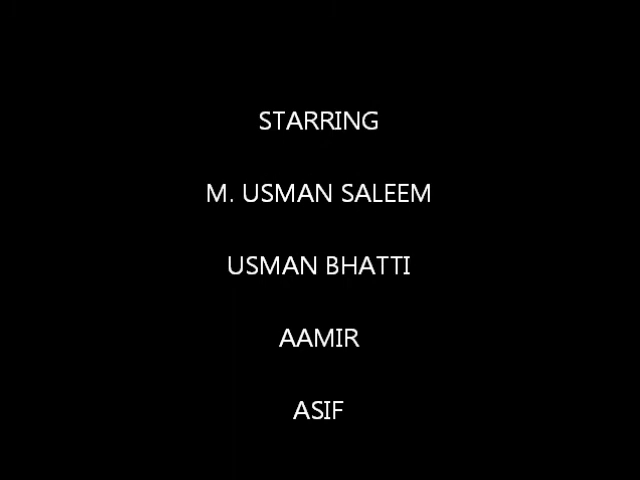 STARRING
M. USMAN SALEEM
USMAN BHATTI
AAMIR
ASIF